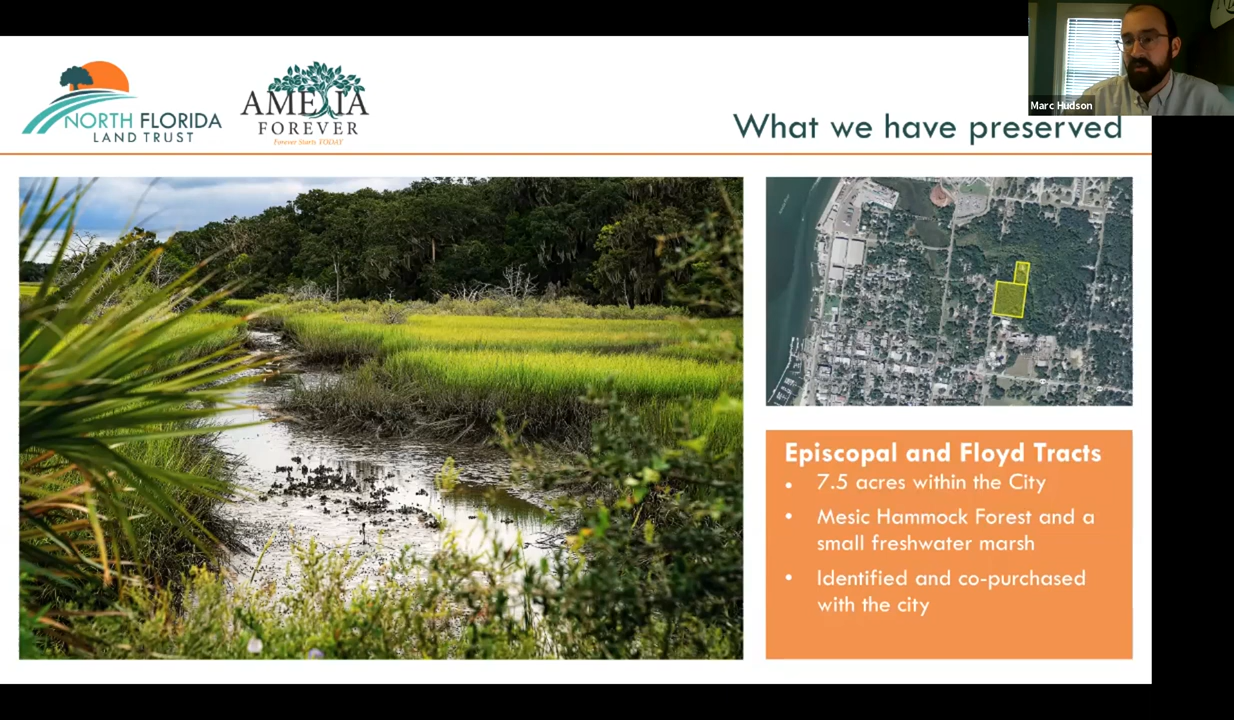 NORTH FLORIDA
LAND TRUST
AMELIA
FOREVER
Forever Starts TODAY
Marc Hudson
What we have preserved
Episcopal and Floyd Tracts
• 7.5 acres within the City
• Mesic Hammock Forest and a
small freshwater marsh
• Identified and co-purchased
with the city